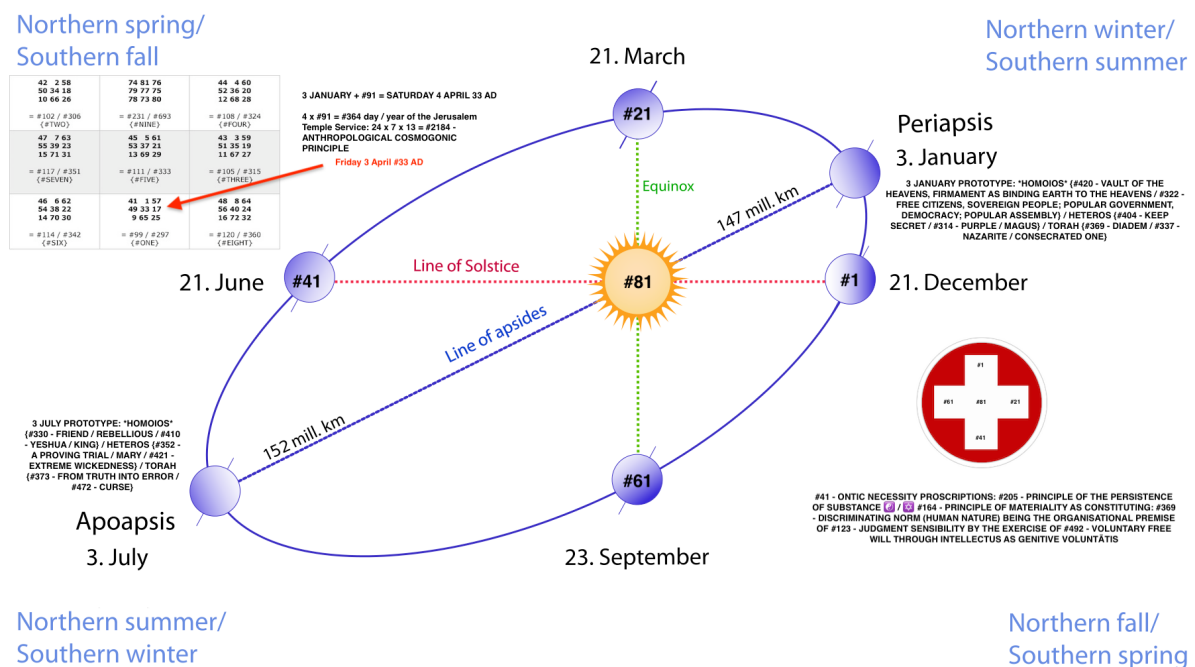 Northern spring/
Southern fall
Northern winter/
Southern summer
21. March
42 2 58
50 34 18
10 66 26
= #102 / #306
{#TWO}
74 81 76
79 77 75
78 73 80
= #231 / #693
{#NINE}
44 4 60
52 36 20
12 68 28
= #108 / #324
{#FOUR}
47 7 63
55 39 23
15 71 31
= #117 / #351
{#SEVEN}
45 5 61
53 37 21
13 69 29
= #111 / #333
{#FIVE}
43 3 59
51 35 19
11 67 27
= #105 / #315
{#THREE}
46 6 62
54 38 22
14 70 30
= #114 / #342
{#SIX}
41 1 57
49 33 17
9 65 25
= #99 / #297
{#ONE}
48 8 64
56 40 24
16 72 32
= #120 / #360
{#EIGHT}
3 JANUARY + #91 = SATURDAY 4 APRIL 33 AD
4 x #91 = #364 day / year of the Jerusalem
Temple Service: 24 x 7 x 13 = #2184 -
ANTHROPOLOGICAL COSMOGONIC
PRINCIPLE
Friday 3 April #33 AD
#21
Equinox
Periapsis
3. January
3 JANUARY PROTOTYPE: *HOMOIOS* {#420 - VAULT OF THE
HEAVENS, FIRMAMENT AS BINDING EARTH TO THE HEAVENS / #322 -
FREE CITIZENS, SOVEREIGN PEOPLE; POPULAR GOVERNMENT,
DEMOCRACY; POPULAR ASSEMBLY} / HETEROS {#404 - KEEP
SECRET / #314 - PURPLE / MAGUS} / TORAH {#369 - DIADEM / #337 -
NAZARITE / CONSECRATED ONE}
147 mill. km
21. June
#41
Line of Solstice
#81
#1
21. December
Line of apsides
152 mill. km
#1
#61
#81
#21
#41
3 JULY PROTOTYPE: *HOMOIOS*
{#330 - FRIEND / REBELLIOUS / #410
- YESHUA / KING} / HETEROS {#352 -
A PROVING TRIAL / MARY / #421 -
EXTREME WICKEDNESS} / TORAH
{#373 - FROM TRUTH INTO ERROR /
#472 - CURSE}
#61
Apoapsis
3. July
23. September
#41 - ONTIC NECESSITY PROSCRIPTIONS: #205 - PRINCIPLE OF THE PERSISTENCE
OF SUBSTANCE ☯ / 🔯 #164 - PRINCIPLE OF MATERIALITY AS CONSTITUTING: #369
- DISCRIMINATING NORM (HUMAN NATURE) BEING THE ORGANISATIONAL PREMISE
OF #123 - JUDGMENT SENSIBILITY BY THE EXERCISE OF #492 - VOLUNTARY FREE
WILL THROUGH INTELLECTUS AS GENITIVE VOLUNTĀTIS
Northern summer/
Southern winter
Northern fall/
Southern spring